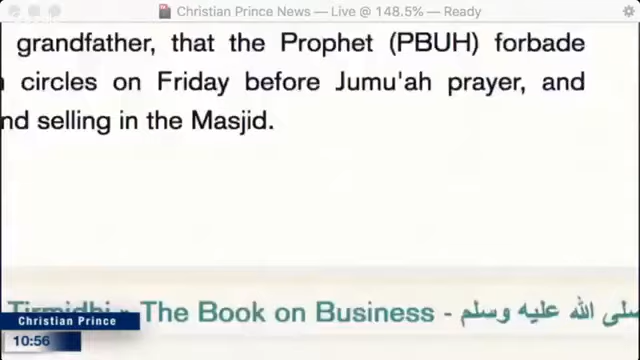 Christian Prince News — Live @ 148.5% — Ready
grandfather, that the Prophet (PBUH) forbade
circles on Friday before Jumu'ah prayer, and
nd selling in the Masjid.
Tirmidhi - The Book on Business - صلى الله عليه وسلم
Christian Prince
10:56